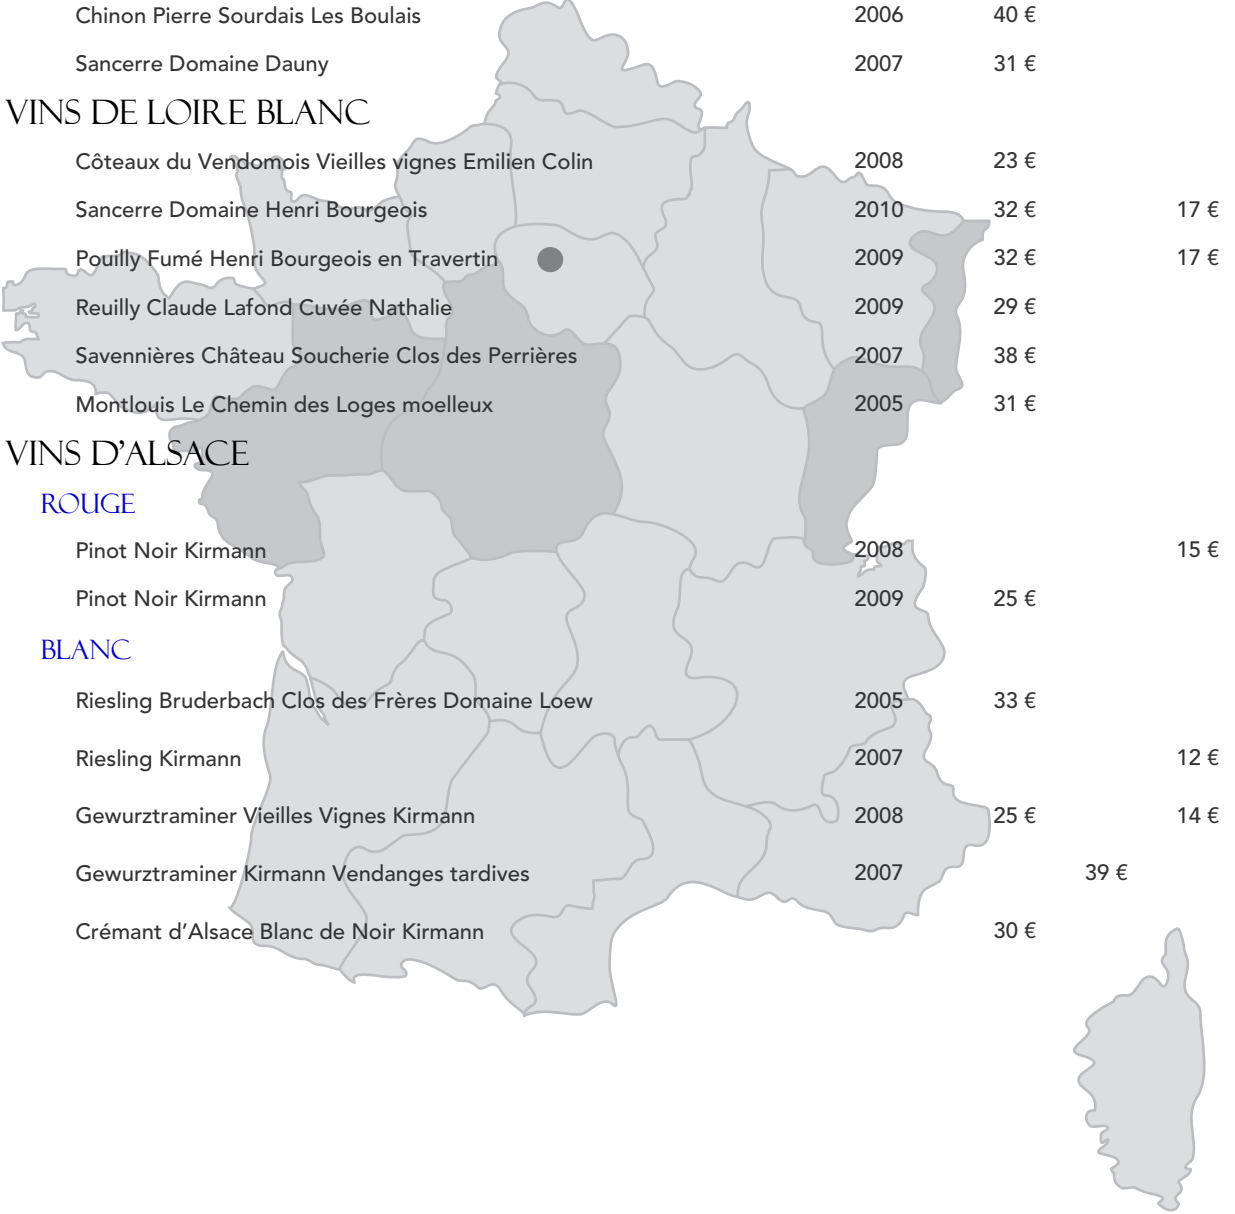 Chinon Pierre Sourdais Les Boulais 2006 40 €
Sancerre Domaine Dauny 2007 31 €
VINS DE LOIRE BLANC
Côteaux du Vendomois Vieilles vignes Emilien Colin 2008 23 €
Sancerre Domaine Henri Bourgeois 2010 32 € 17 €
Pouilly Fumé Henri Bourgeois en Travertin 2009 32 € 17 €
Reuilly Claude Lafond Cuvée Nathalie 2009 29 €
Savennières Château Soucherie Clos des Perrières 2007 38 €
Montlouis Le Chemin des Loges moelleux 2005 31 €
VINS D’ALSACE
ROUGE
Pinot Noir Kirmann 2008 15 €
Pinot Noir Kirmann 2009 25 €
BLANC
Riesling Bruderbach Clos des Frères Domaine Loew 2005 33 €
Riesling Kirmann 2007 12 €
Gewurztraminer Vieilles Vignes Kirmann 2008 25 € 14 €
Gewurztraminer Kirmann Vendanges tardives 2007 39 €
Crémant d’Alsace Blanc de Noir Kirmann 30 €